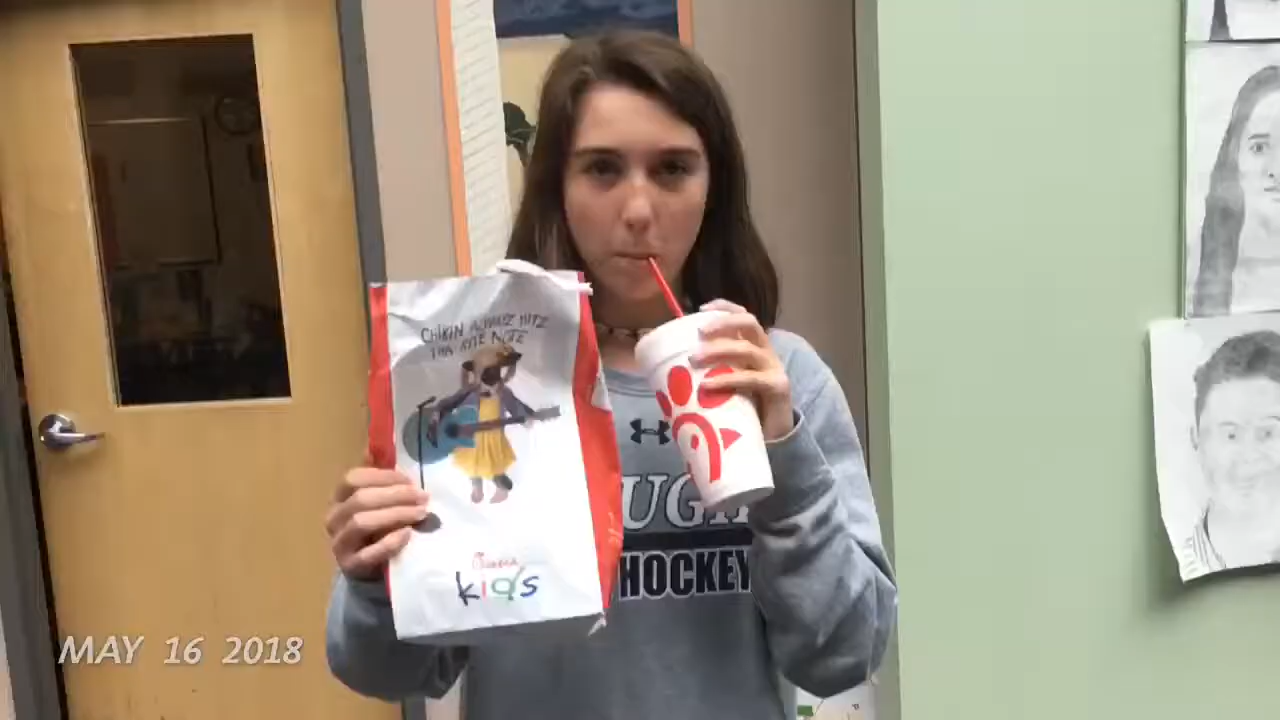 CHIKIN ALWAYZ HITZ
THA RITE NOTE
kids
UGH
HOCKEY
MAY 16 2018